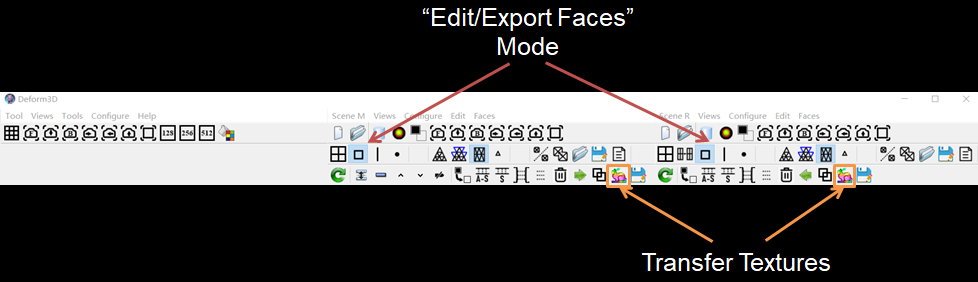 “Edit/Export Faces”
Mode
Deform3D
Tool Views Tools Configure Help
Scene M Views Configure Edit Faces
Scene R Views Configure Edit Faces
128 256 512
A-S S
A-S S
Transfer Textures